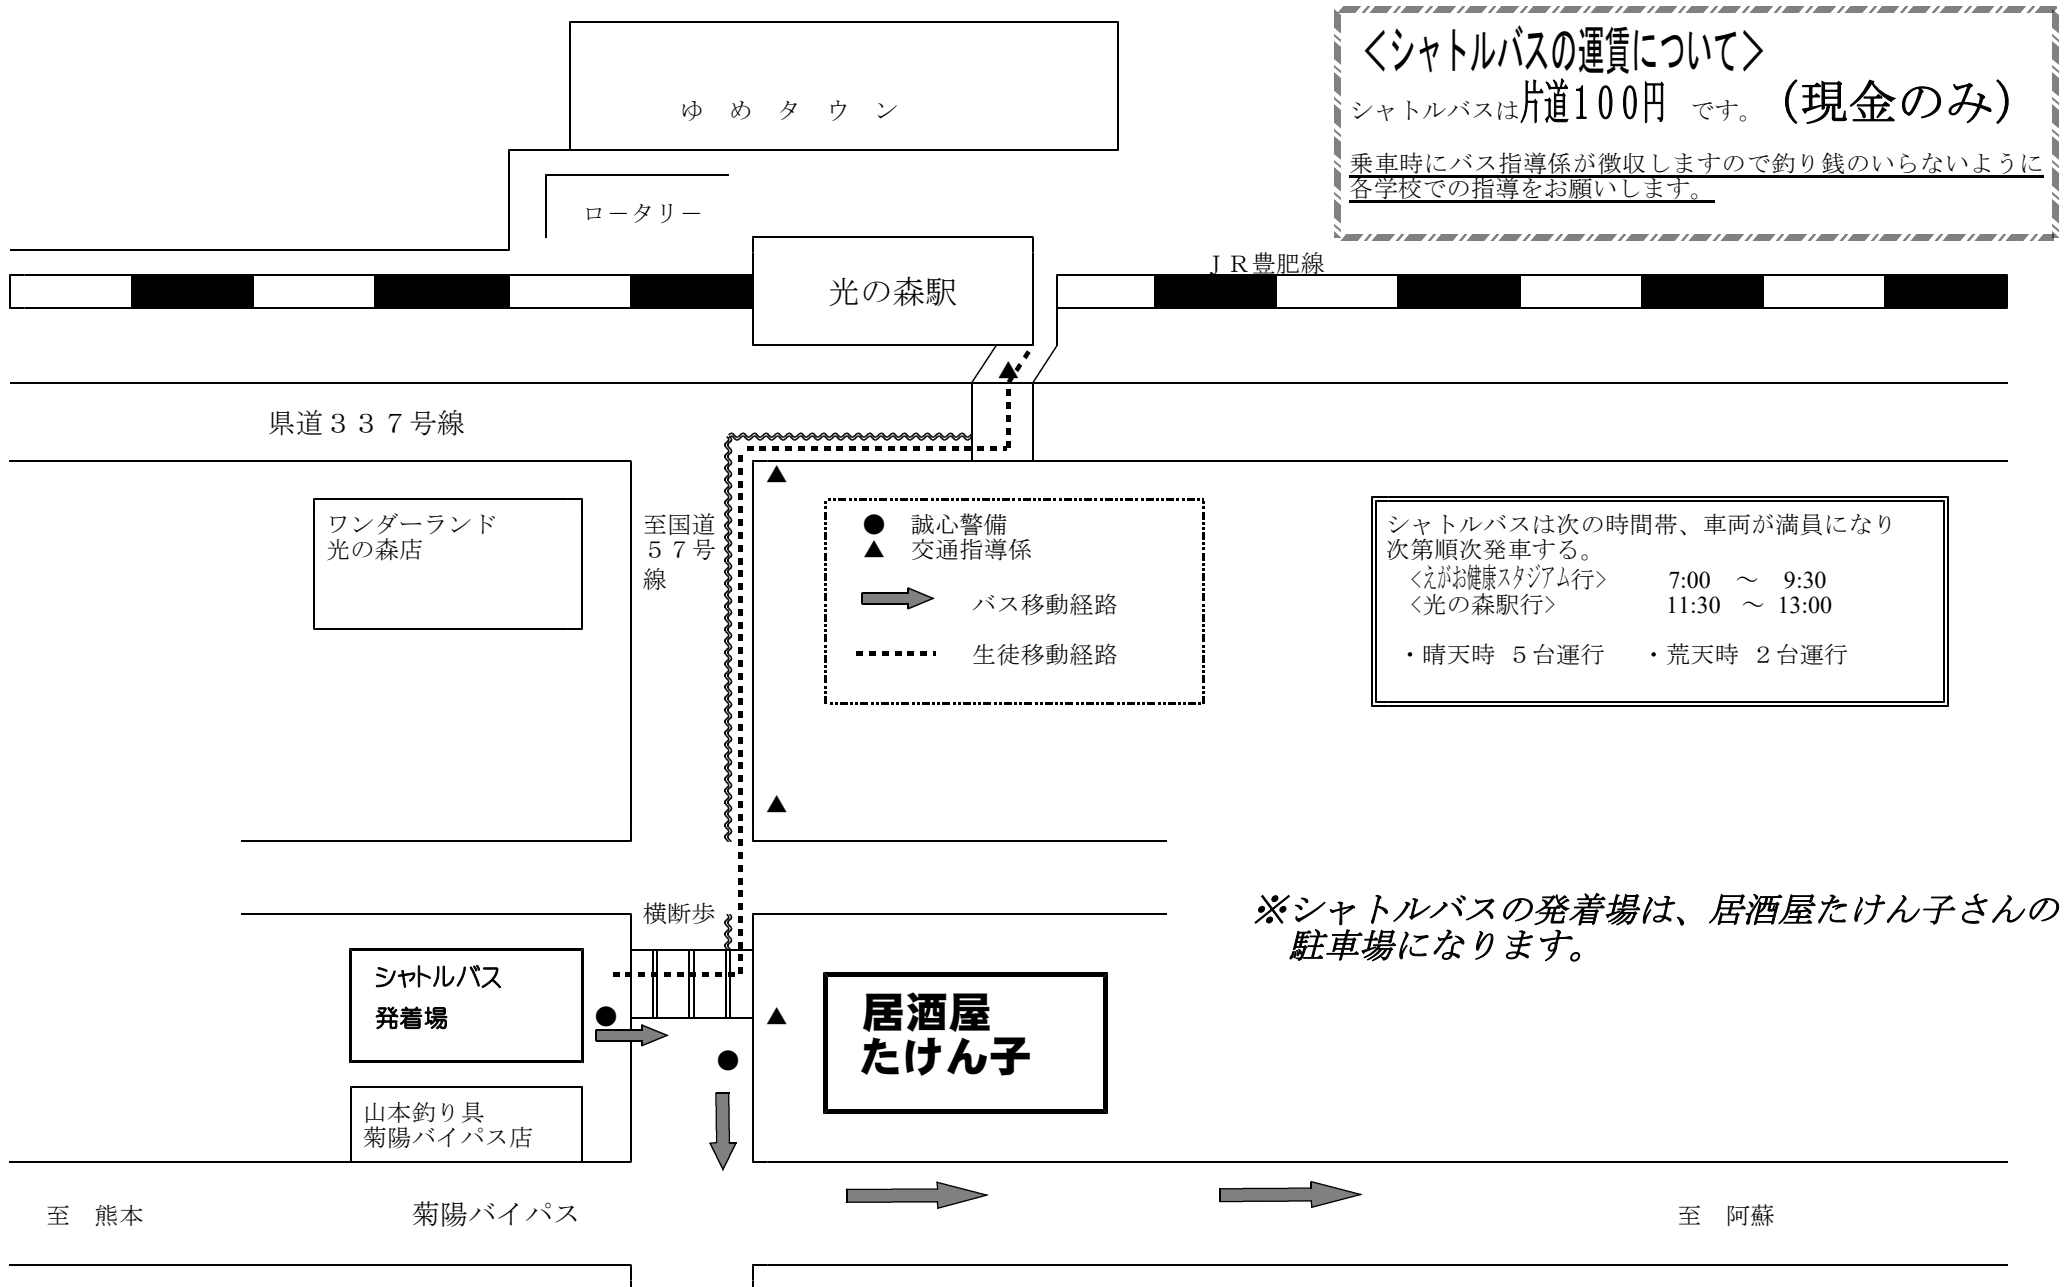 <シャトルバスの運賃について>
シャトルバスは片道100円 です。(現金のみ)
乗車時にバス指導係が徴収しますので釣り銭のいらないように
各学校での指導をお願いします。
ゆ め タ ウ ン
ロータリー
光の森駅
JR豊肥線
県道337号線
ワンダーランド
光の森店
至国道
57号
線
● 誠心警備
▲ 交通指導係
バス移動経路
生徒移動経路
シャトルバスは次の時間帯、車両が満員になり
次第順次発車する。
<えがお健康スタジアム行> 7:00 ~ 9:30
<光の森駅行> 11:30 ~ 13:00
・晴天時 5台運行 ・荒天時 2台運行
※シャトルバスの発着場は、居酒屋たけん子さんの
駐車場になります。
横断歩
シャトルバス
発着場
居酒屋
たけん子
山本釣り具
菊陽バイパス店
至 熊本 菊陽バイパス 至 阿蘇